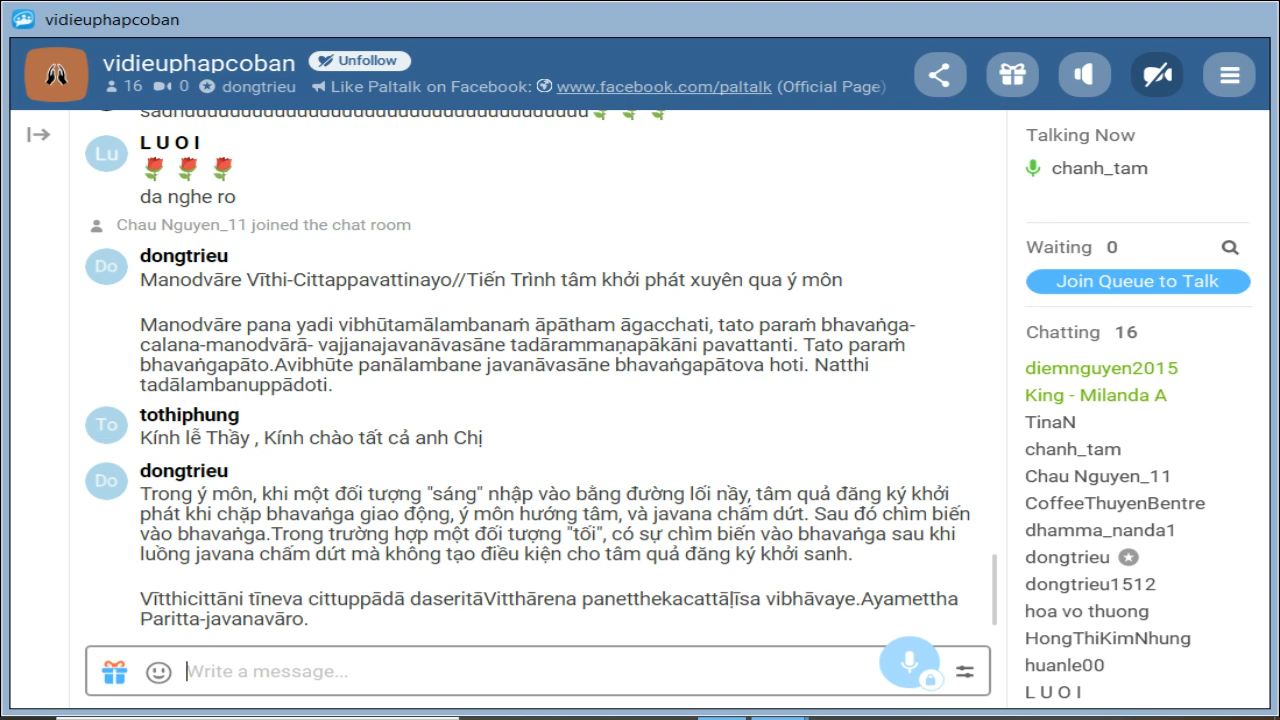 vidieuphapcoban
vidieuphapcoban Unfollow
16 0 dongtrieu Like Paltalk on Facebook: www.facebook.com/paltalk (Official Page)
Lu
L U O I
da nghe ro
Chau Nguyen_11 joined the chat room
Do
dongtrieu
Manodvāre Vīthi-Cittappavattinayo//Tiến Trình tâm khởi phát xuyên qua ý môn
Manodvāre pana yadi vibhūtamālambanaṁ āpātham āgacchati, tato paraṁ bhavaṅga-
calana-manodvārā- vajjanajavanāvasāne tadārammaṇapākāni pavattanti. Tato paraṁ
bhavaṅgapāto.Avibhūte panālambane javanāvasāne bhavaṅgapātova hoti. Natthi
tadālambanuppādoti.
To
tothiphung
Kính lễ Thầy , Kính chào tất cả anh Chị
Do
dongtrieu
Trong ý môn, khi một đối tượng "sáng" nhập vào bằng đường lối nầy, tâm quả đăng ký khởi
phát khi chặp bhavaṅga giao động, ý môn hướng tâm, và javana chấm dứt. Sau đó chìm biến
vào bhavaṅga.Trong trường hợp một đối tượng "tối", có sự chìm biến vào bhavaṅga sau khi
luồng javana chấm dứt mà không tạo điều kiện cho tâm quả đăng ký khởi sanh.
Vītthicittāni tīneva cittuppādā daseritāVitthārena panetthekacattāḷīsa vibhāvaye.Ayamettha
Paritta-javanavāro.
Write a message...
Talking Now
chanh_tam
Waiting 0
Join Queue to Talk
Chatting 16
diemnguyen2015
King - Milanda A
TinaN
chanh_tam
Chau Nguyen_11
CoffeeThuyenBentre
dhamma_nanda1
dongtrieu
dongtrieu1512
hoa vo thuong
HongThiKimNhung
huanle00
L U O I